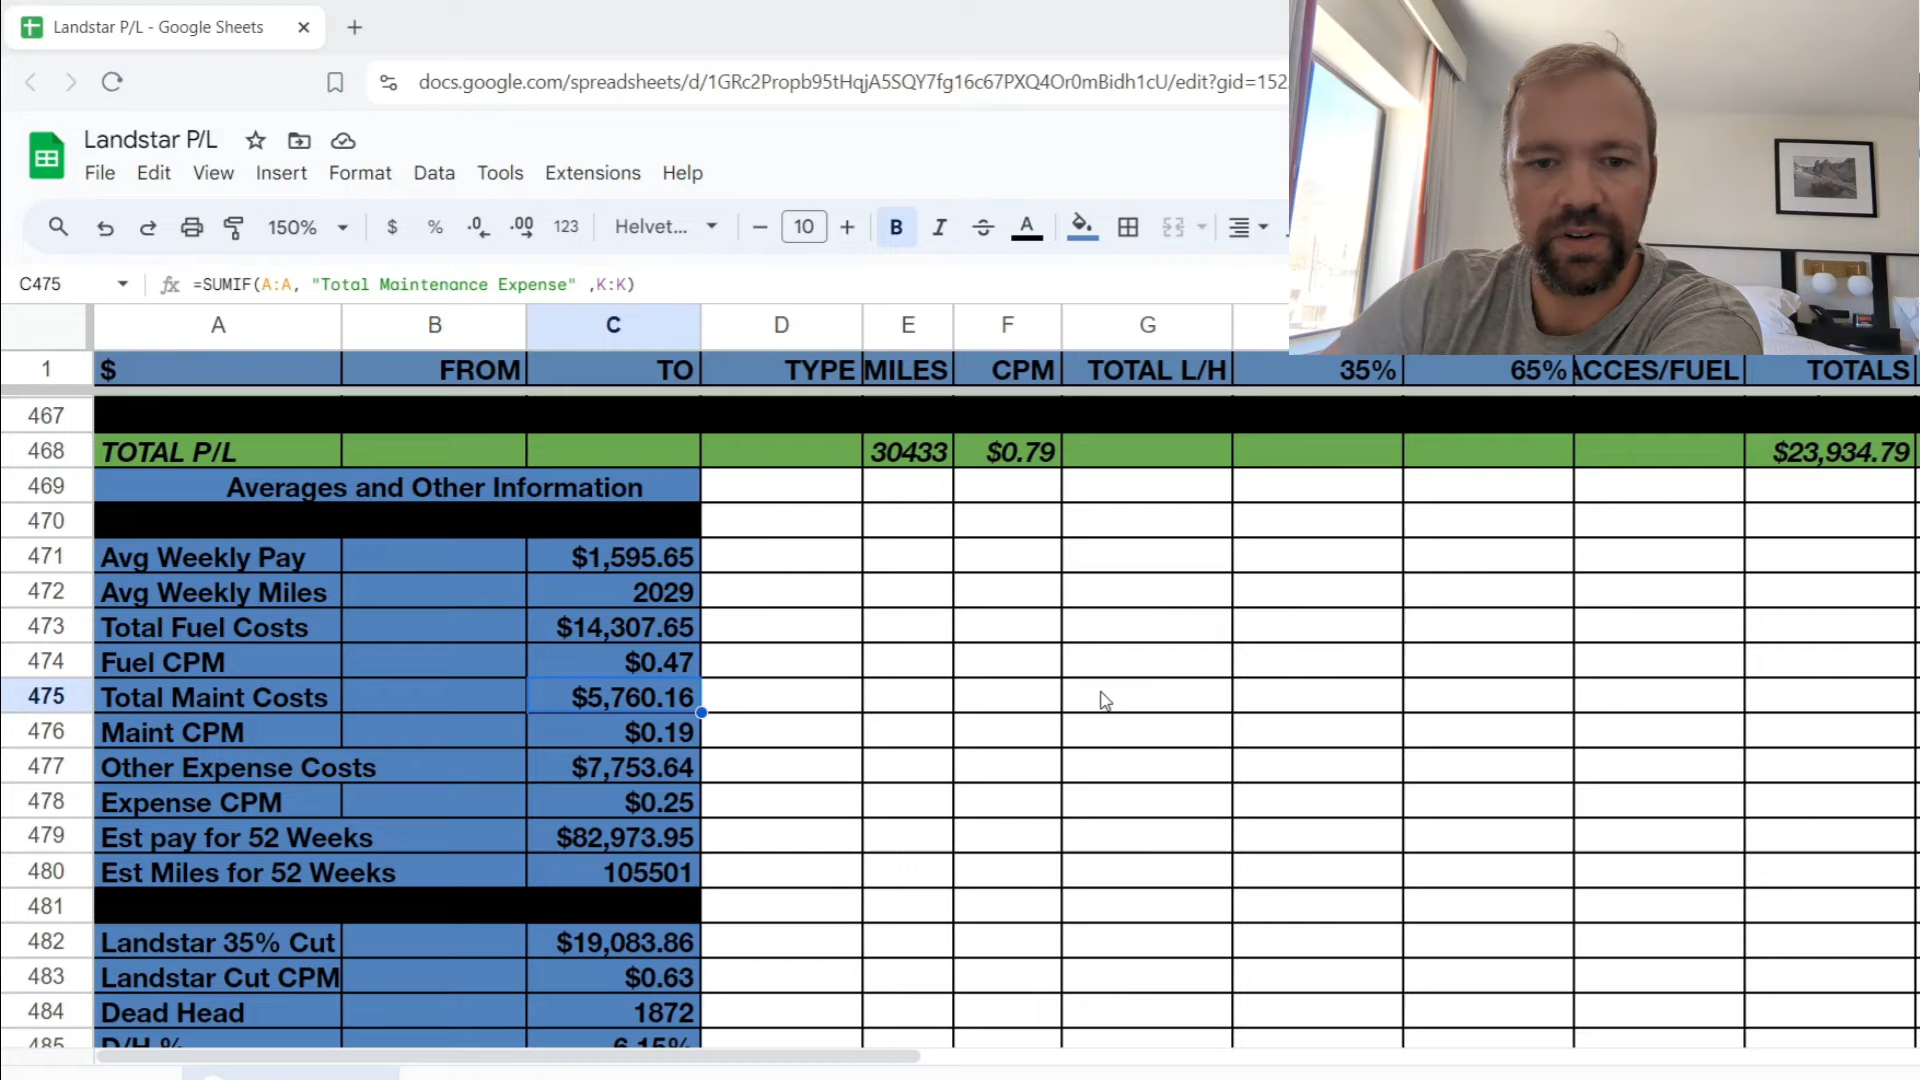 Landstar P/L - Google Sheets
docs.google.com/spreadsheets/d/1GRc2Propb95tHqjA5SQY7fg16c67PXQ4Or0mBidh1cU/edit?gid=152
Landstar P/L
File Edit View Insert Format Data Tools Extensions Help
150% $ % .0 .00 123 Helvet... 10 B I S A
C475 fx =SUMIF(A:A, "Total Maintenance Expense" ,K:K)
A B C D E F G
1 $ FROM TO TYPE MILES CPM TOTAL L/H 35% 65% ACCES/FUEL TOTALS
467
468 TOTAL P/L 30433 $0.79 $23,934.79
469 Averages and Other Information
470
471 Avg Weekly Pay $1,595.65
472 Avg Weekly Miles 2029
473 Total Fuel Costs $14,307.65
474 Fuel CPM $0.47
475 Total Maint Costs $5,760.16
476 Maint CPM $0.19
477 Other Expense Costs $7,753.64
478 Expense CPM $0.25
479 Est pay for 52 Weeks $82,973.95
480 Est Miles for 52 Weeks 105501
481
482 Landstar 35% Cut $19,083.86
483 Landstar Cut CPM $0.63
484 Dead Head 1872
485 D/H % 6.15%